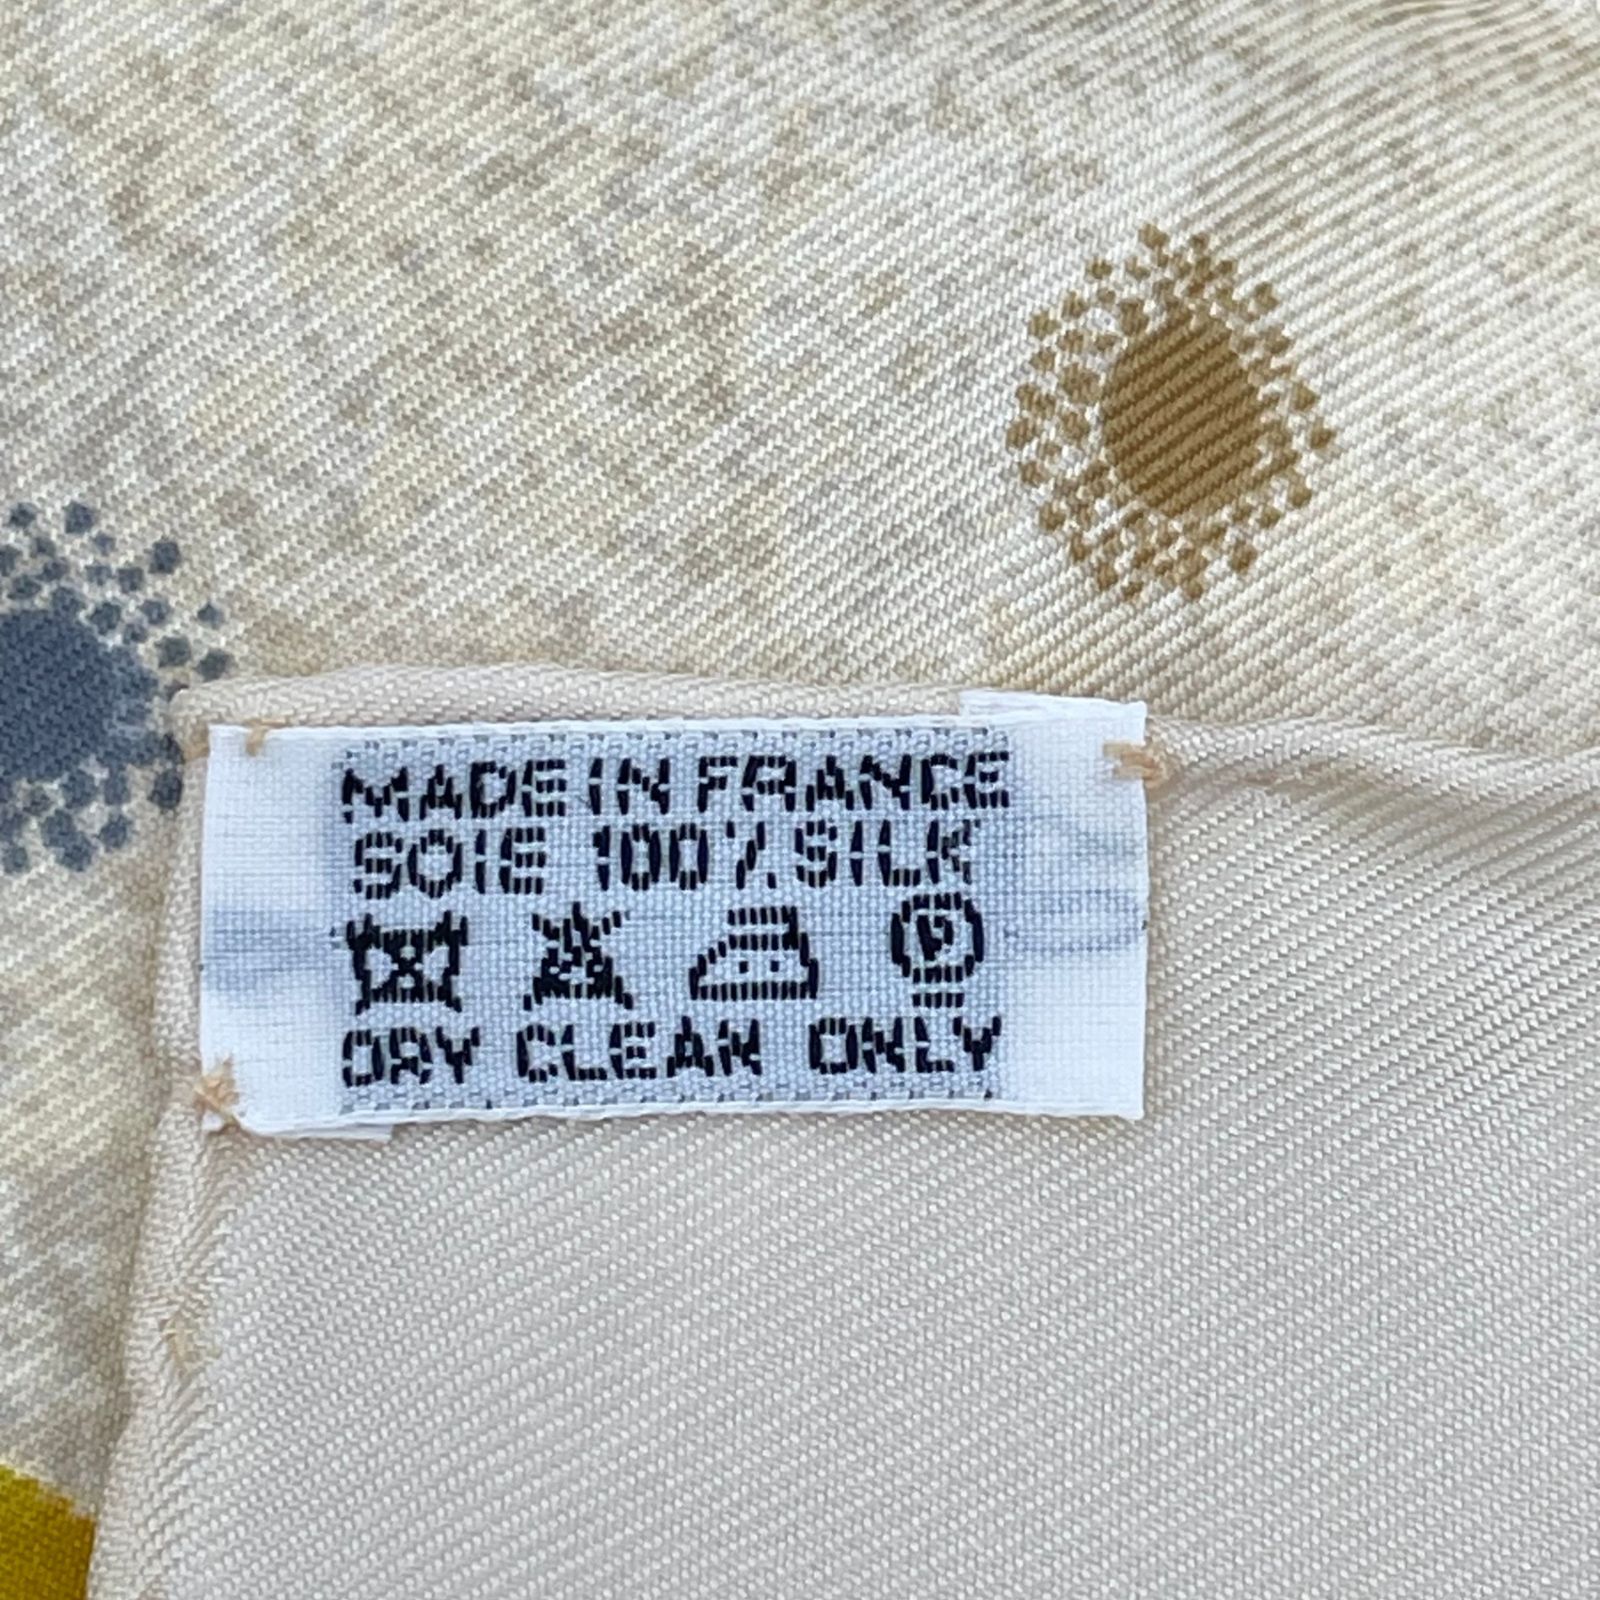 MADE IN FRANCE
SOIE 100% SILK
P
DRY CLEAN ONLY